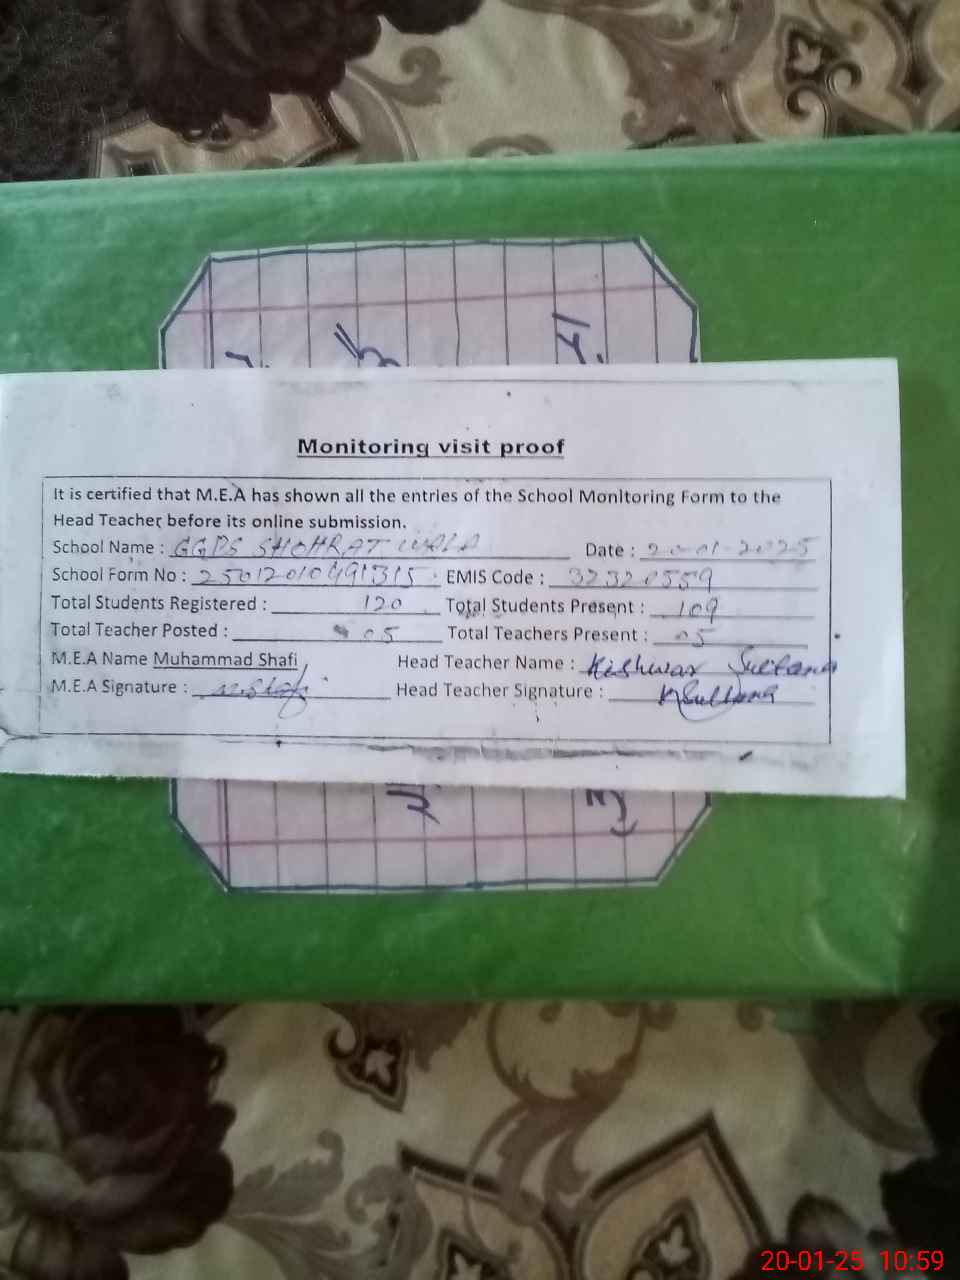 Monitoring visit proof
It is certified that M.E.A has shown all the entries of the School Monitoring Form to the
Head Teacher before its online submission.
School Name : GGPS SHOHRAT WALA Date : 20-01-2025
School Form No : 25012010491315 EMIS Code : 32320559
Total Students Registered : 120 Total Students Present : 109
Total Teacher Posted : 05 Total Teachers Present : 05
M.E.A Name Muhammad Shafi Head Teacher Name : Kishwar Sultana
M.E.A Signature : M.Shafi Head Teacher Signature : KSultana
20-01-25 10:59